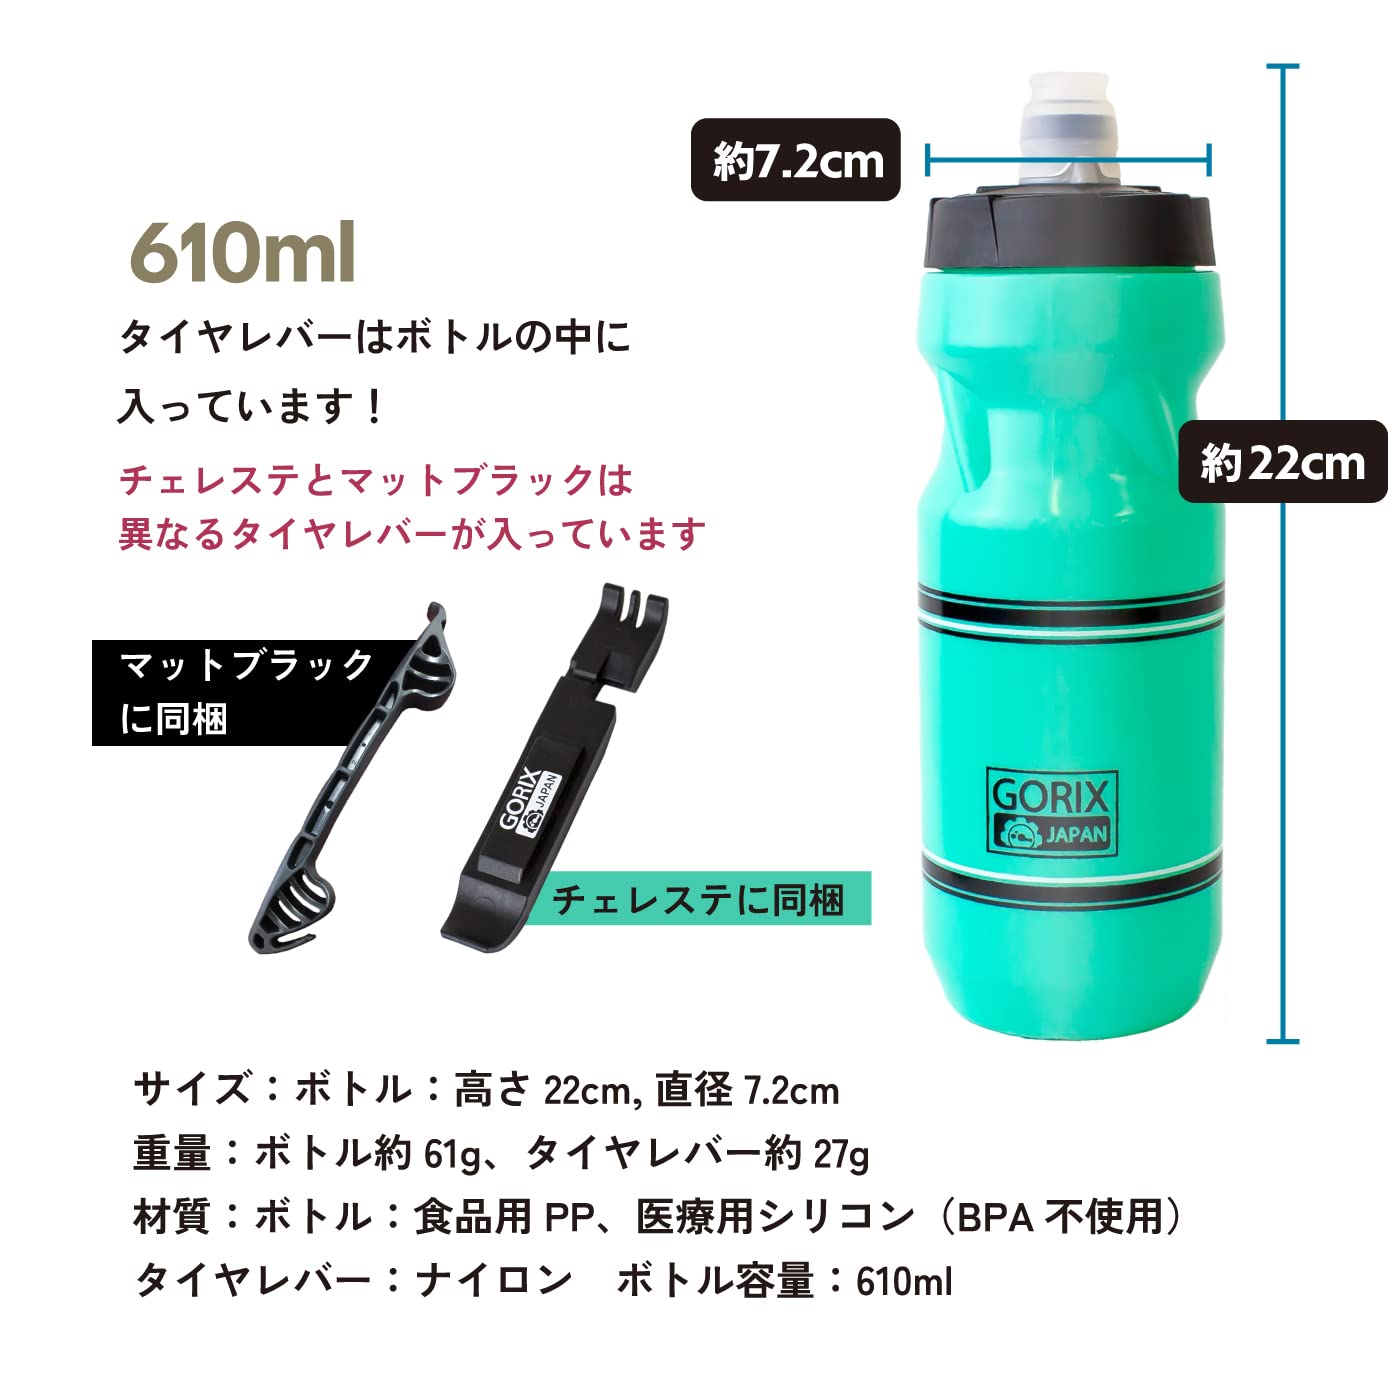 約7.2cm
610ml
タイヤレバーはボトルの中に
入っています！
約22cm
チェレステとマットブラックは
異なるタイヤレバーが入っています
マットブラック
に同梱
GORIX
JAPAN
GORIX
JAPAN
チェレステに同梱
サイズ：ボトル：高さ 22cm, 直径 7.2cm
重量：ボトル約 61g、タイヤレバー約 27g
材質：ボトル：食品用 PP、医療用シリコン（BPA 不使用）
タイヤレバー：ナイロン　ボトル容量：610ml